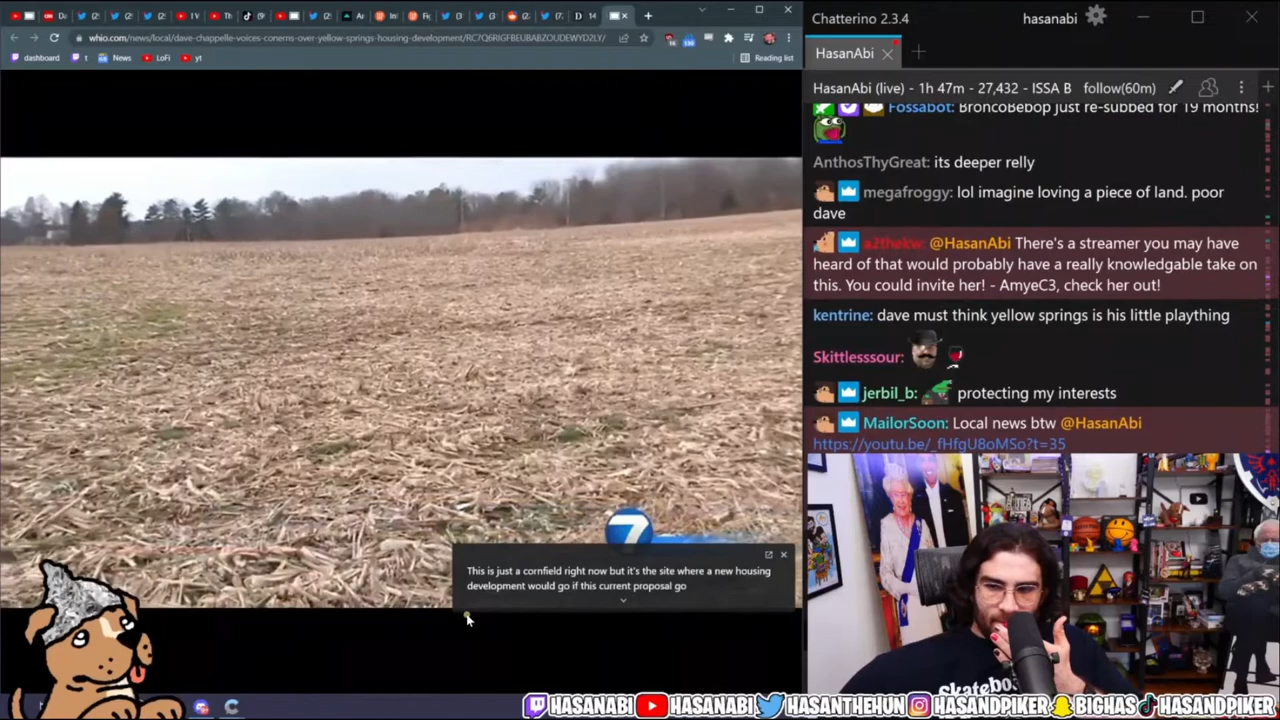 Chatterino 2.3.4
hasanabi
whio.com/news/local/dave-chappelle-voices-conerns-over-yellow-springs-housing-development/RC7Q6RIGFBEUBABZOUDEWYD2LY/
dashboard
t
News
LoFi
yt
Reading list
HasanAbi
HasanAbi (live) - 1h 47m - 27,432 - ISSA B
follow(60m)
Fossabot: BroncoBebop just re-subbed for 19 months!
AnthosThyGreat: its deeper relly
megafroggy: lol imagine loving a piece of land. poor
dave
a2thekw: @HasanAbi There's a streamer you may have
heard of that would probably have a really knowledgable take on
this. You could invite her! - AmyeC3, check her out!
kentrine: dave must think yellow springs is his little plaything
Skittlesssour:
jerbil_b: protecting my interests
MailorSoon: Local news btw @HasanAbi
https://youtu.be/_fHfgU8oMSo?t=35
7
This is just a cornfield right now but it's the site where a new housing
development would go if this current proposal go
Skateboa
HASANABI
HASANABI
HASANTHEHUN
HASANDPIKER
BIGHAS
HASANDPIKER